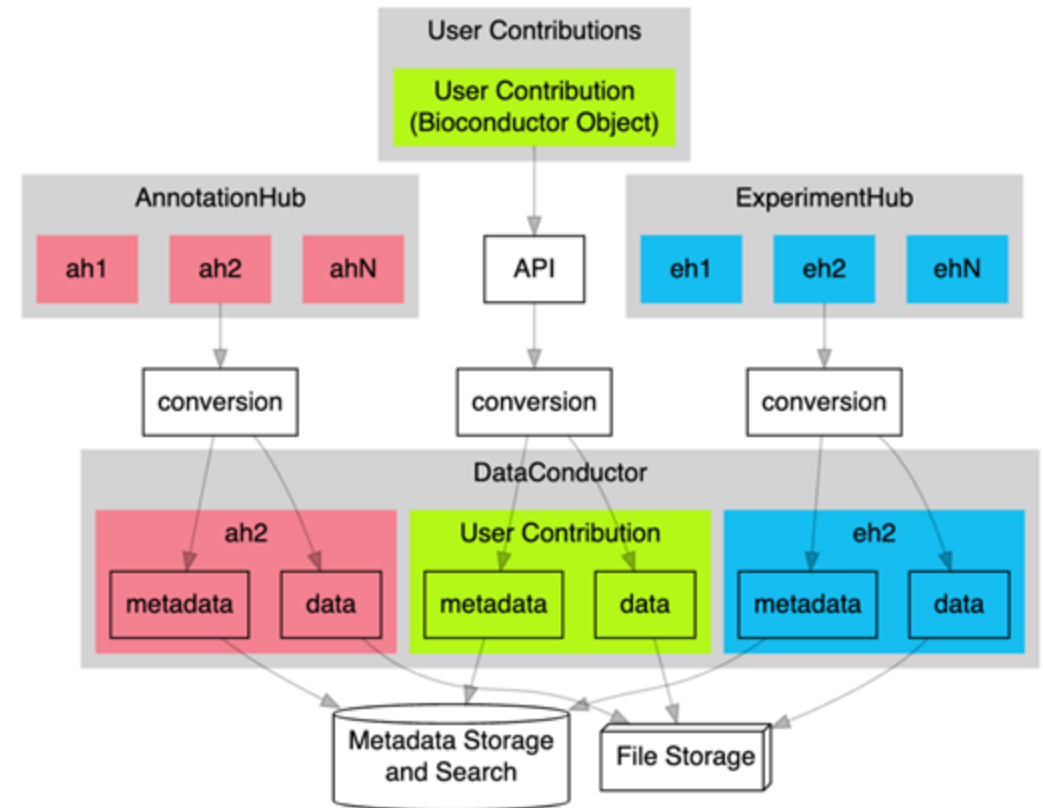 User Contributions
User Contribution
(Bioconductor Object)
AnnotationHub
ExperimentHub
ah1 ah2 ahN
API
eh1 eh2 ehN
conversion conversion conversion
DataConductor
ah2 User Contribution eh2
metadata data metadata data metadata data
Metadata Storage
and Search
File Storage